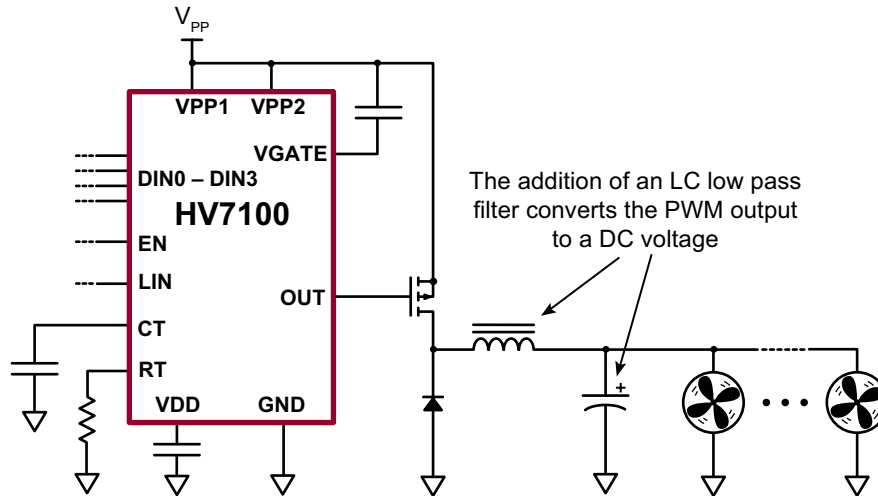 VPP
VPP1 VPP2
VGATE
DIN0 – DIN3
HV7100
EN
LIN
OUT
CT
RT
VDD GND
The addition of an LC low pass
filter converts the PWM output
to a DC voltage
+